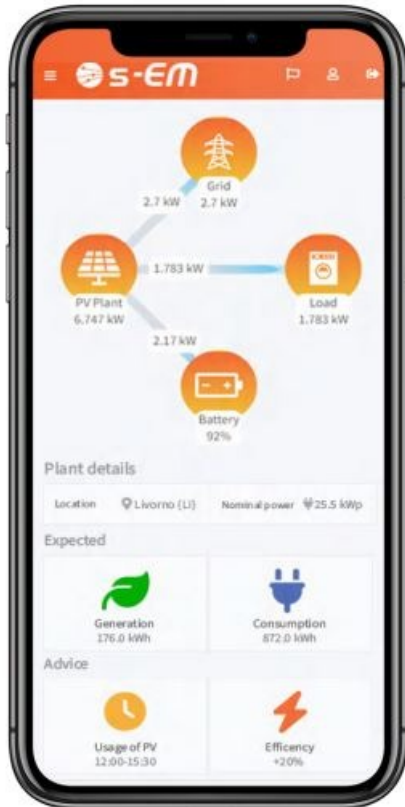 s-EM
Grid
2.7 kW 2.7 kW
1.783 kW
PV Plant Load
6.747 kW 1.783 kW
2.17 kW
Battery
92%
Plant details
Location Livorno (LI) Nominal power 25.5 kWp
Expected
Generation Consumption
176.0 kWh 872.0 kWh
Advice
Usage of PV Efficency
12:00-15:30 +20%